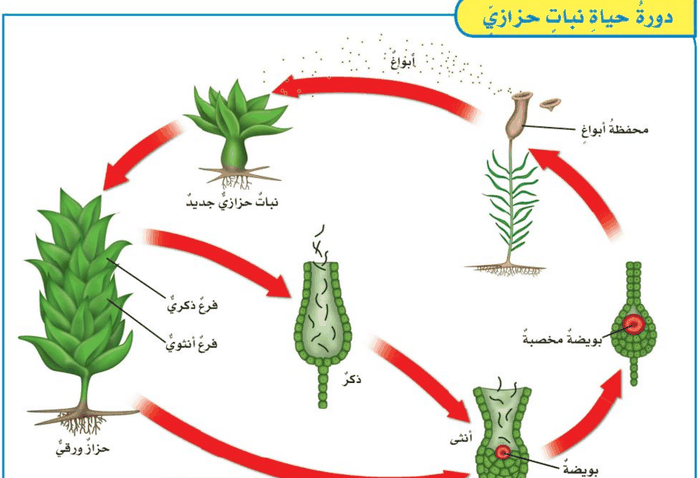 دورةُ حياةِ نباتٍ حزازيّ
أبواغٌ
محفظةُ أبواغٍ
نباتٌ حزازيٌّ جديدٌ
فرعٌ ذكريٌّ
فرعٌ أنثويٌّ
بويضةٌ مخصبةٌ
ذكرٌ
أنثى
حزازٌ ورقيٌّ
بويضةٌ